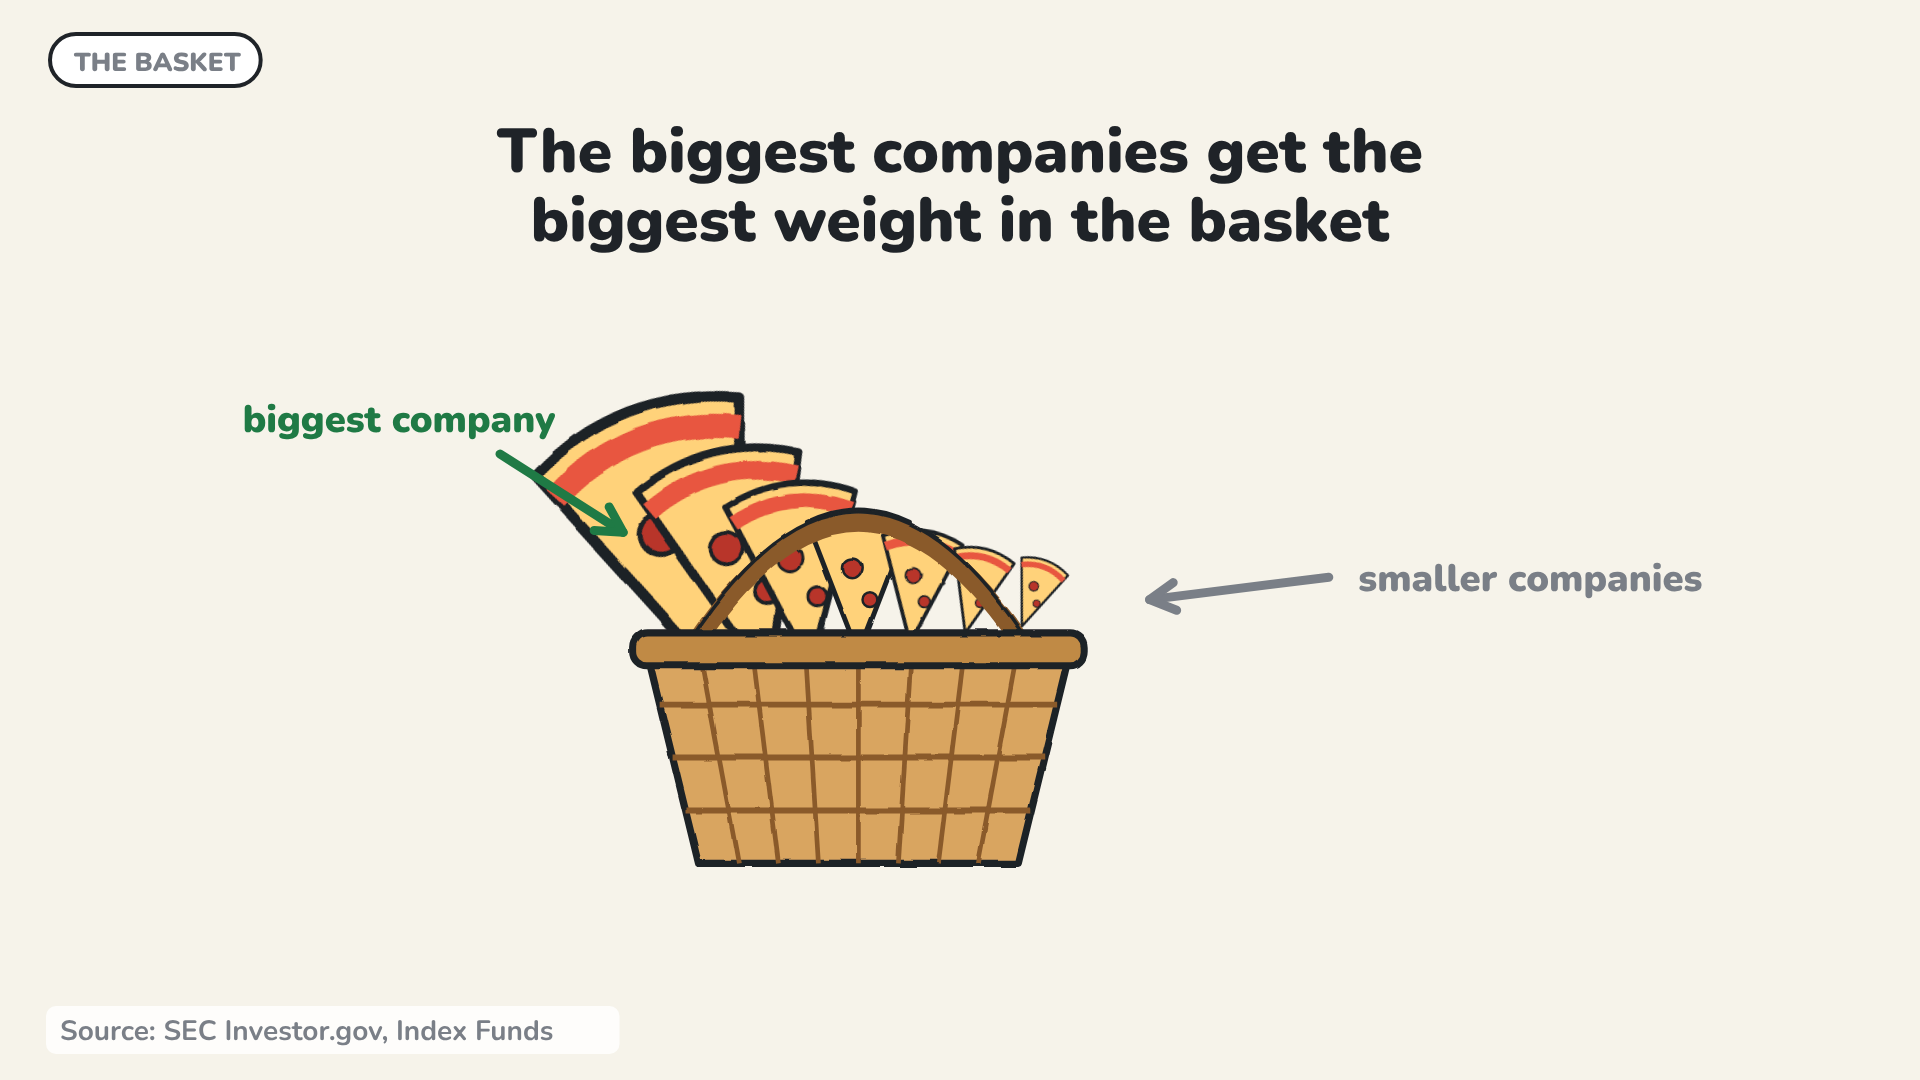 THE BASKET
The biggest companies get the
biggest weight in the basket
biggest company
smaller companies
Source: SEC Investor.gov, Index Funds